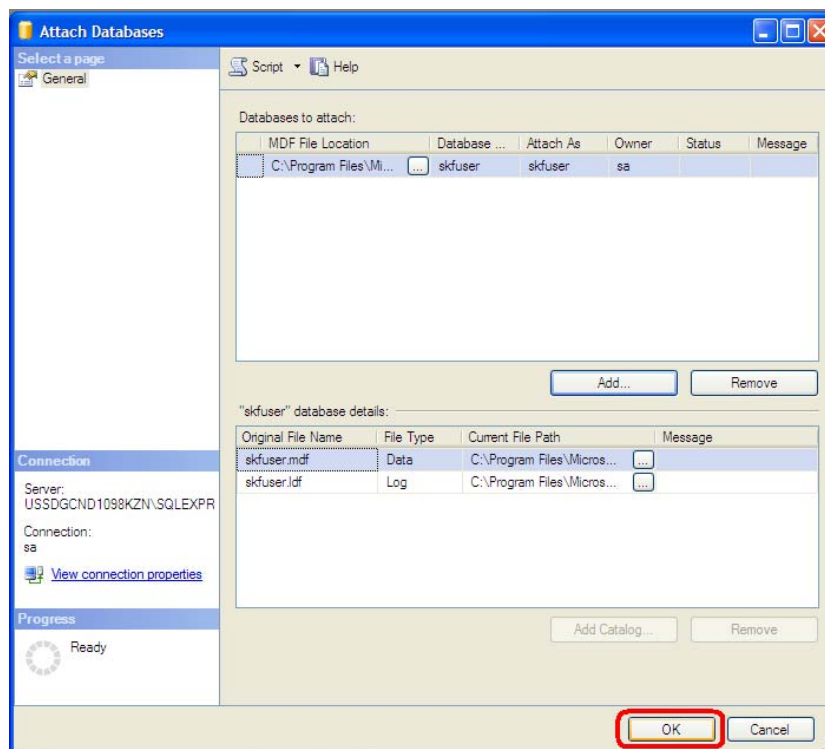 Attach Databases
Select a page
General
Script Help
Databases to attach:
MDF File Location Database ... Attach As Owner Status Message
C:\Program Files\Mi... ... skfuser skfuser sa
Add... Remove
"skfuser" database details:
Original File Name File Type Current File Path Message
skfuser.mdf Data C:\Program Files\Micros... ...
skfuser.ldf Log C:\Program Files\Micros... ...
Connection
Server:
USSDGCND1098KZN\SQLEXPR
Connection:
sa
View connection properties
Progress
Ready
Add Catalog... Remove
OK Cancel